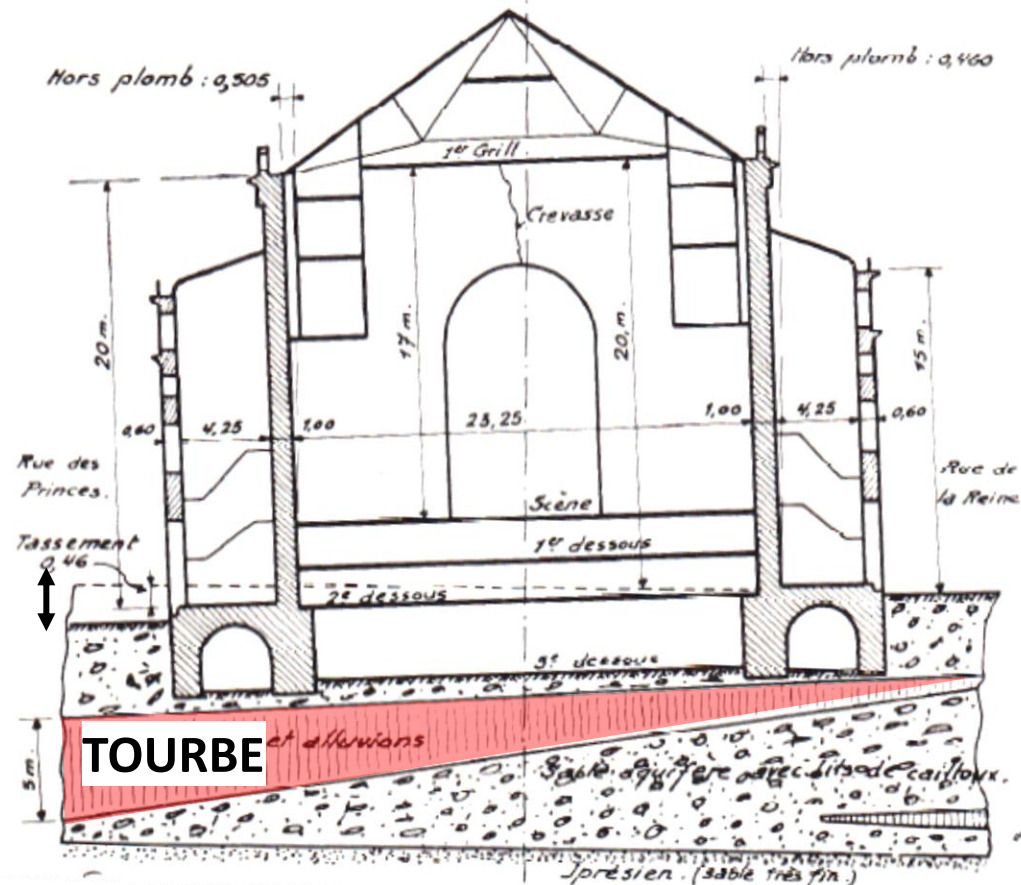 Hors plomb : 0,505
Hors plomb : 0,460
1er Grill.
Crevasse
20 m.
17 m.
20, m.
15 m.
0,60
4,25
1,00
23,25
1,00
4,25
0,60
Rue des
Princes.
Rue de
la Reine
Scène
1er dessous
Tassement
0,46
2e dessous
3e dessous
TOURBE et alluvions
5 m.
Sable aquifère avec lits de cailloux.
Iprésien. (sable très fin.)